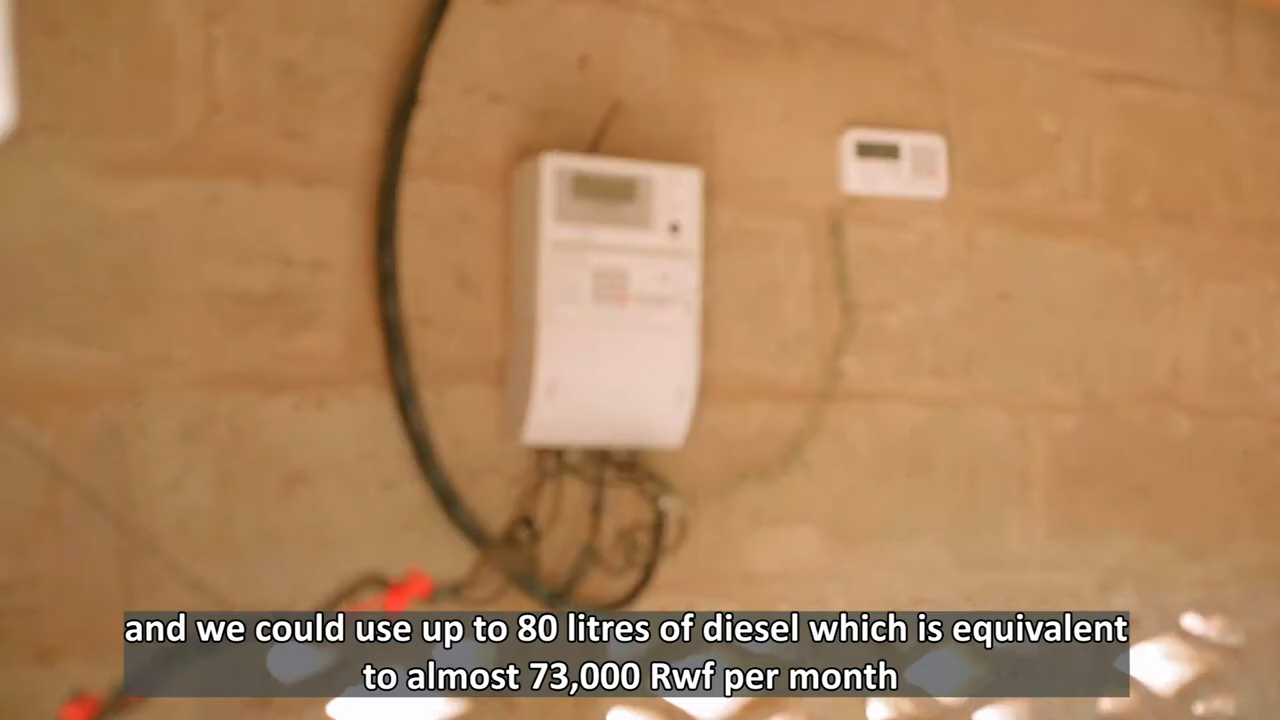 and we could use up to 80 litres of diesel which is equivalent
to almost 73,000 Rwf per month